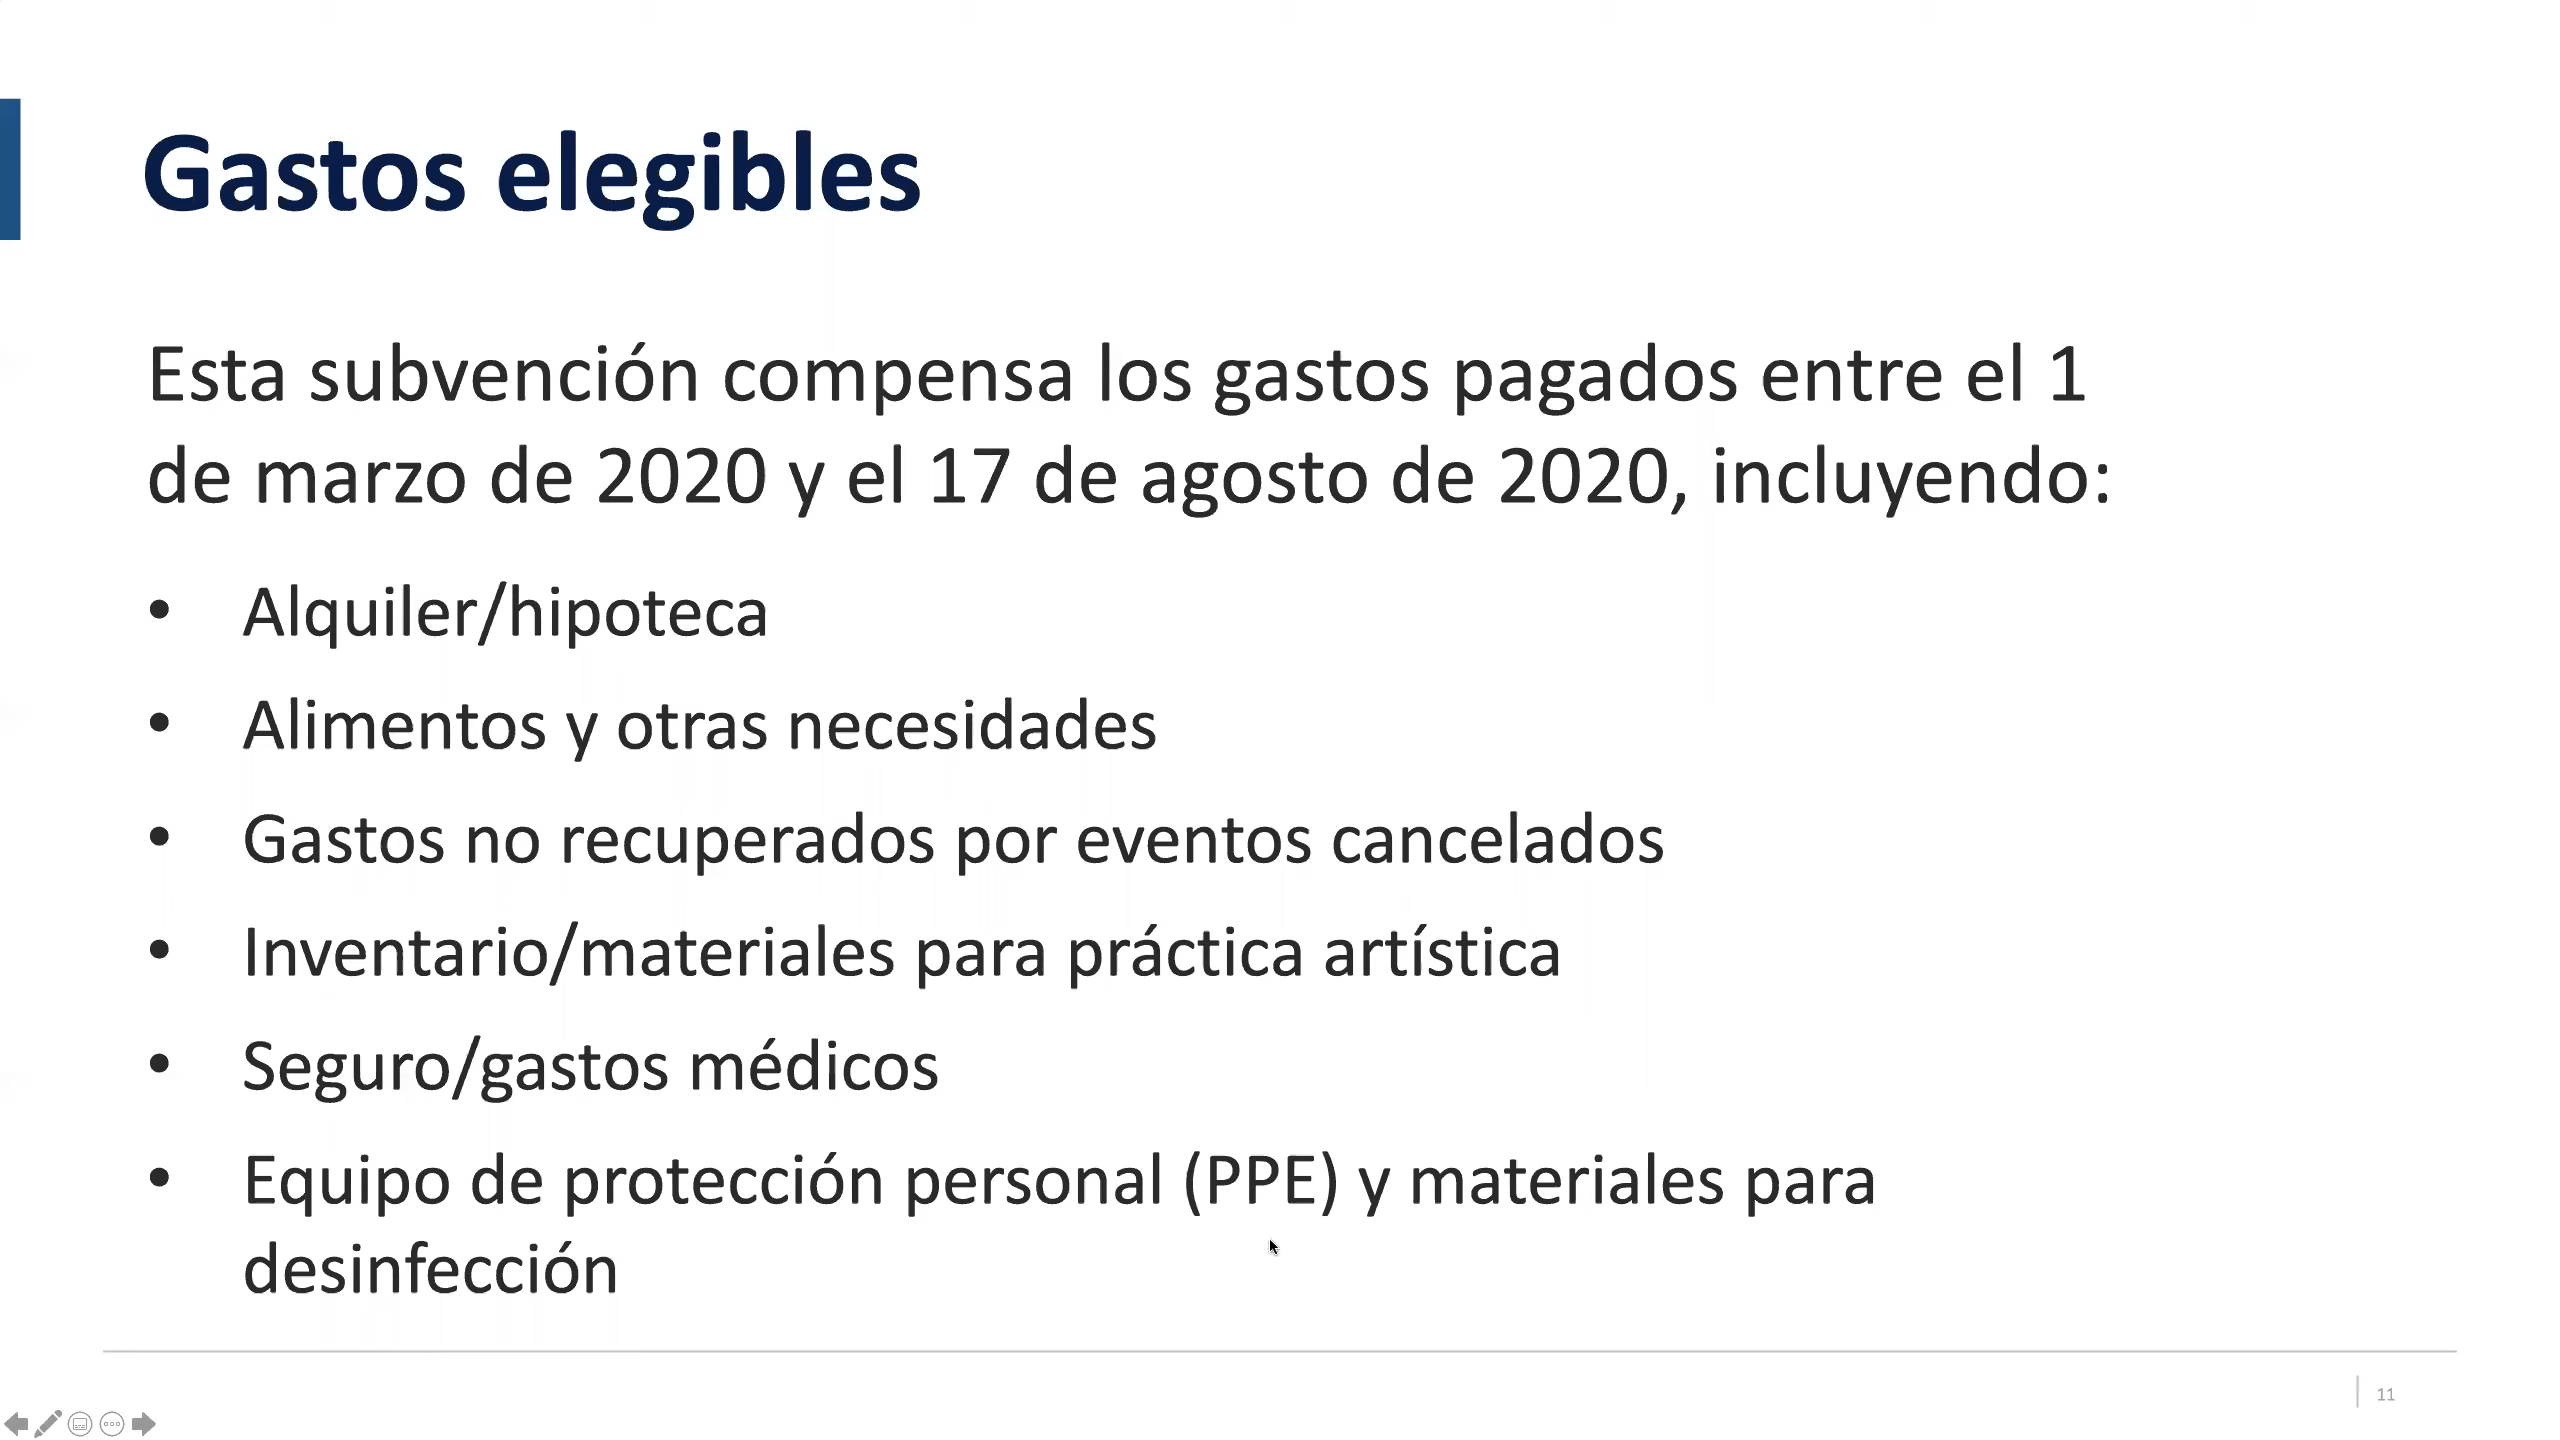 Gastos elegibles
Esta subvención compensa los gastos pagados entre el 1
de marzo de 2020 y el 17 de agosto de 2020, incluyendo:
• Alquiler/hipoteca
• Alimentos y otras necesidades
• Gastos no recuperados por eventos cancelados
• Inventario/materiales para práctica artística
• Seguro/gastos médicos
• Equipo de protección personal (PPE) y materiales para
desinfección
11